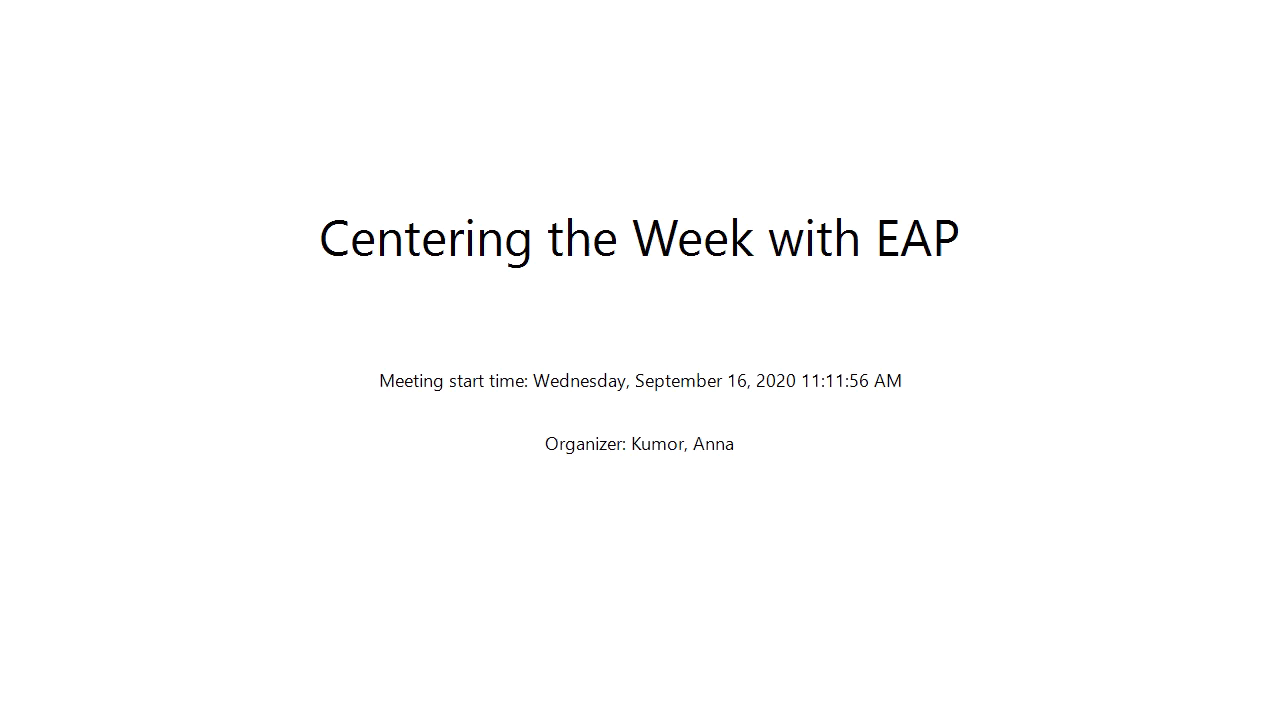 Centering the Week with EAP
Meeting start time: Wednesday, September 16, 2020 11:11:56 AM
Organizer: Kumor, Anna